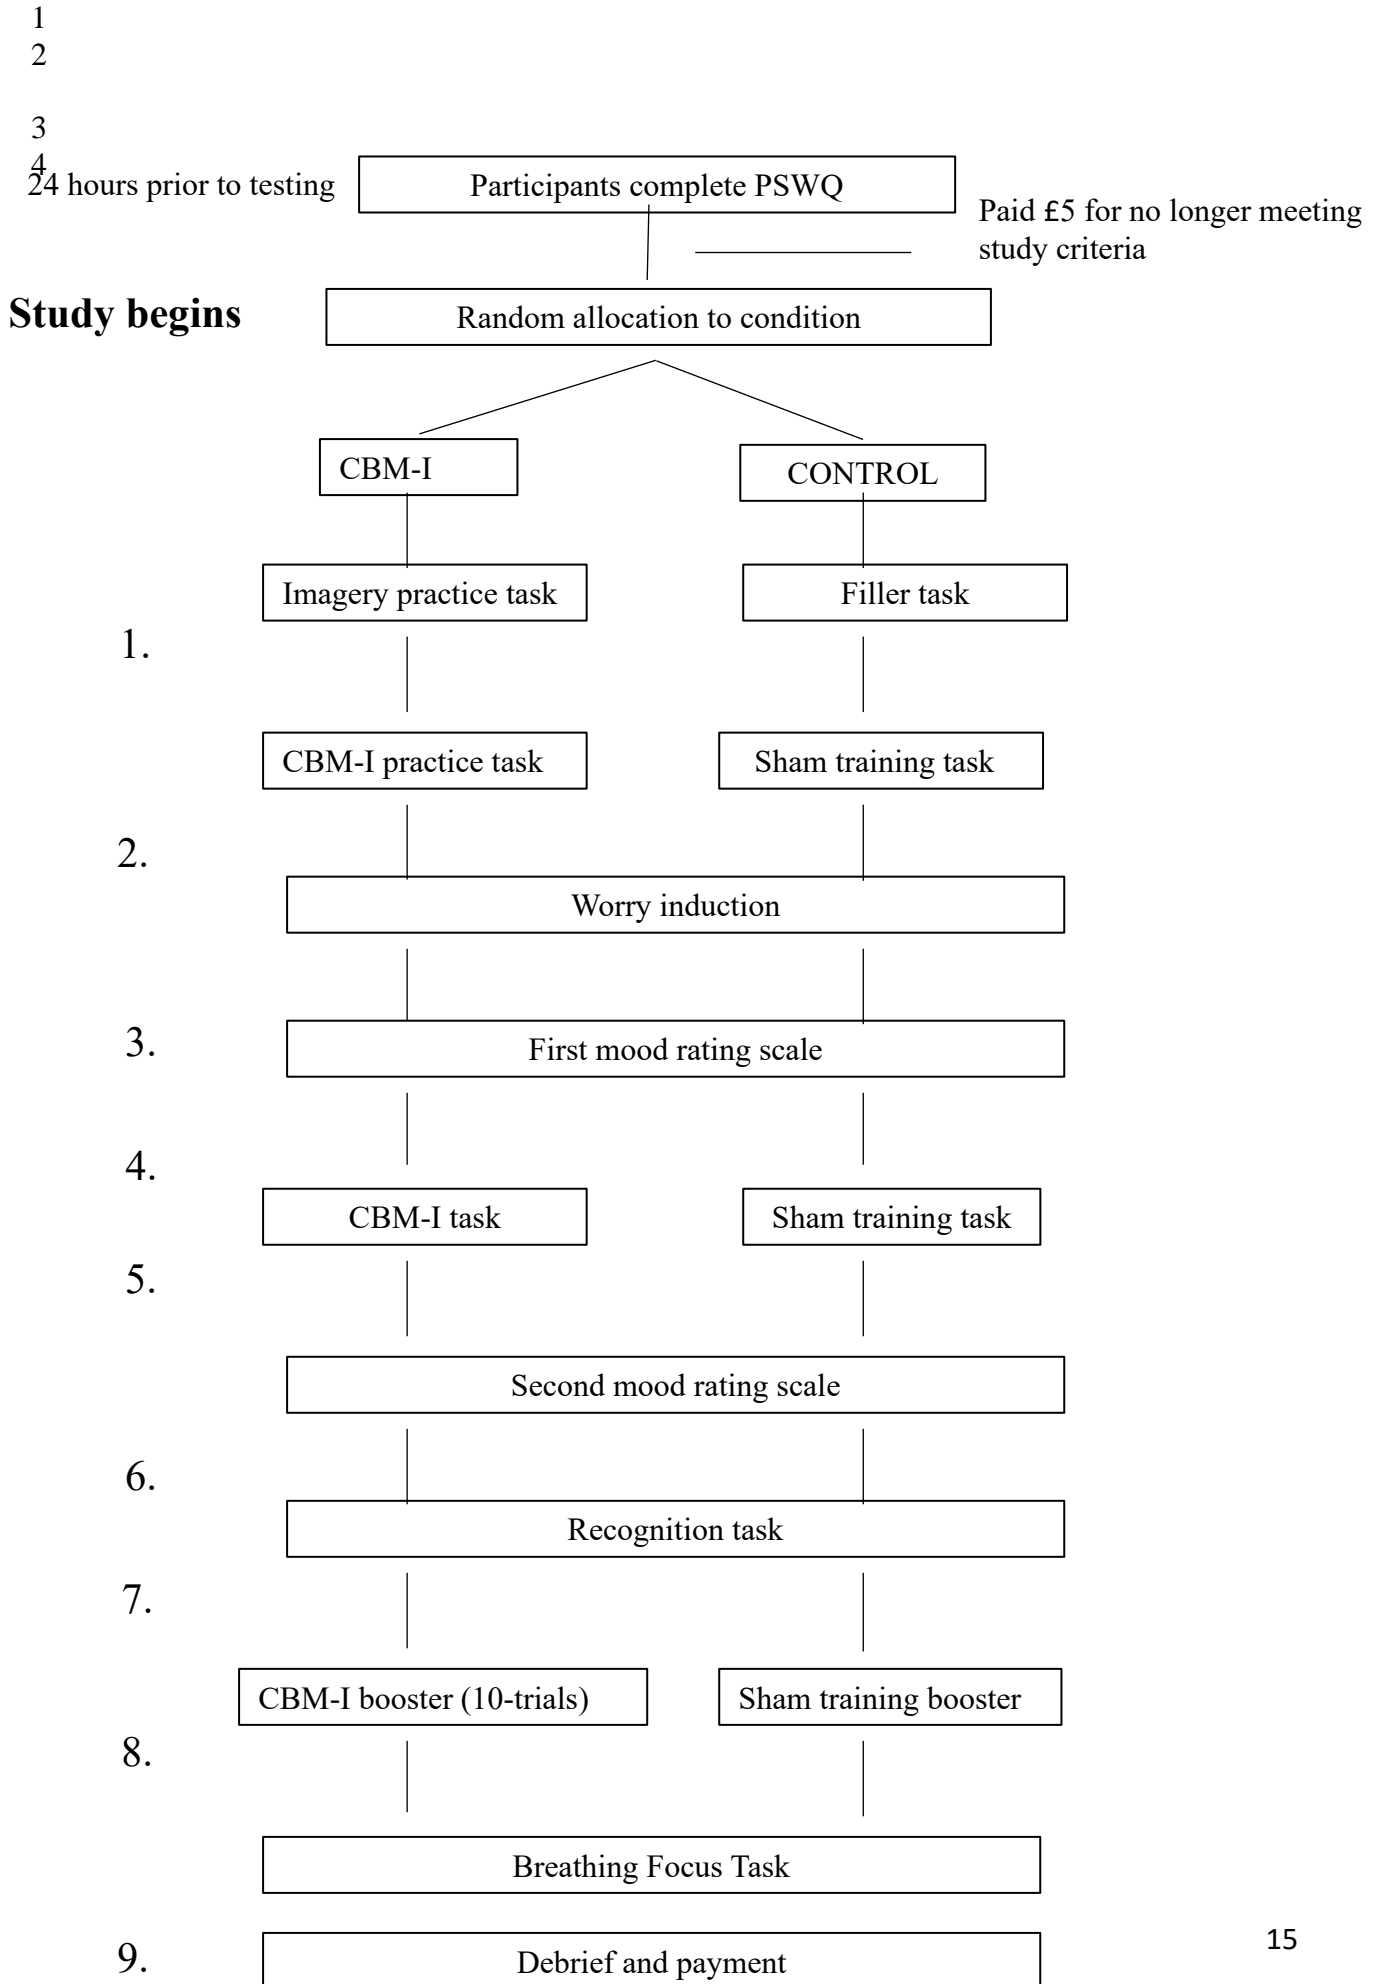 1
2
3
4
24 hours prior to testing
Participants complete PSWQ
Paid £5 for no longer meeting
study criteria
Study begins
Random allocation to condition
CBM-I
CONTROL
Imagery practice task
Filler task
1.
CBM-I practice task
Sham training task
2.
Worry induction
3.
First mood rating scale
4.
CBM-I task
Sham training task
5.
Second mood rating scale
6.
Recognition task
7.
CBM-I booster (10-trials)
Sham training booster
8.
Breathing Focus Task
15
9.
Debrief and payment